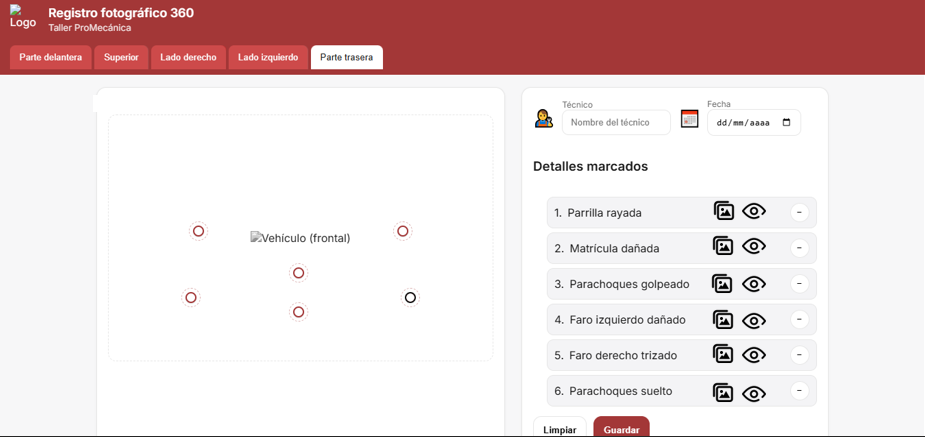 Logo
Registro fotográfico 360
Taller ProMecánica
Parte delantera
Superior
Lado derecho
Lado izquierdo
Parte trasera
Vehículo (frontal)
Técnico
Nombre del técnico
Fecha
dd/mm/aaaa
Detalles marcados
1. Parrilla rayada
2. Matrícula dañada
3. Parachoques golpeado
4. Faro izquierdo dañado
5. Faro derecho trizado
6. Parachoques suelto
Limpiar
Guardar